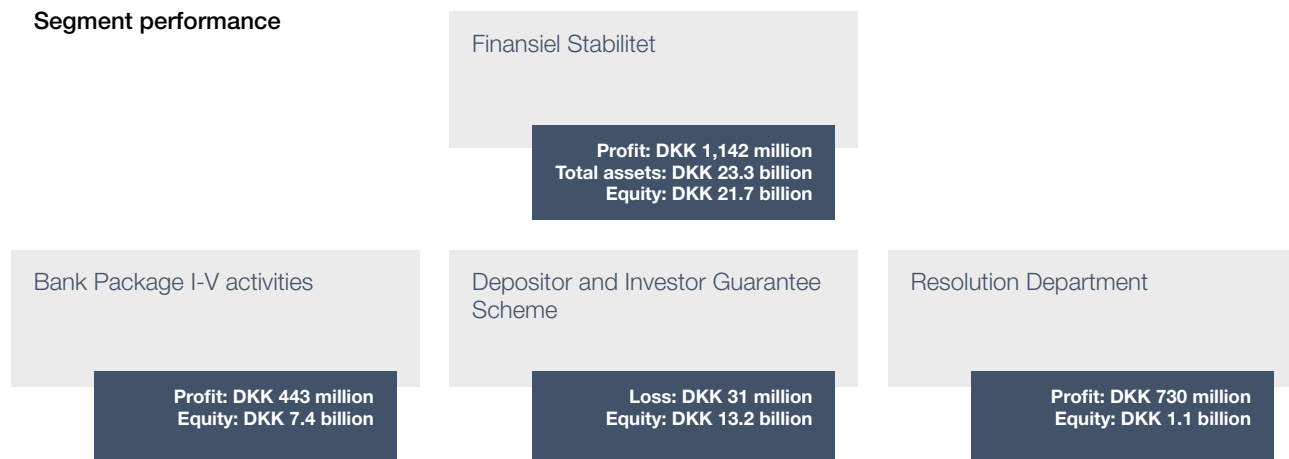 Segment performance
Finansiel Stabilitet
Profit: DKK 1,142 million
Total assets: DKK 23.3 billion
Equity: DKK 21.7 billion
Bank Package I-V activities
Profit: DKK 443 million
Equity: DKK 7.4 billion
Depositor and Investor Guarantee
Scheme
Loss: DKK 31 million
Equity: DKK 13.2 billion
Resolution Department
Profit: DKK 730 million
Equity: DKK 1.1 billion